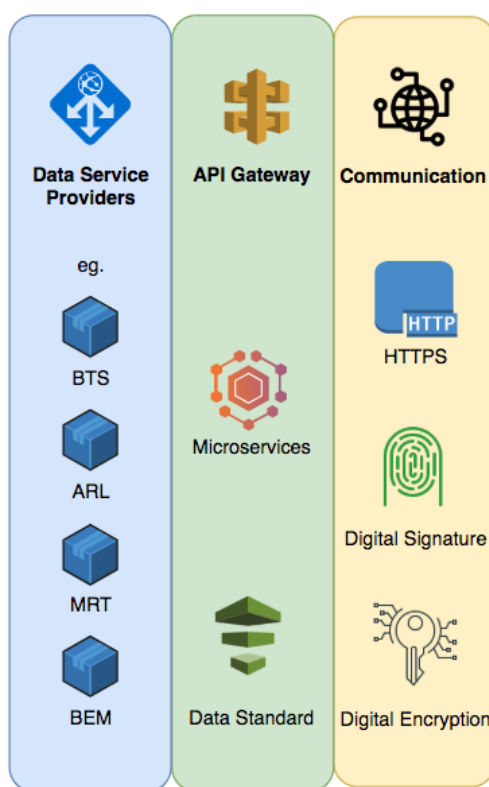 Data Service
Providers
eg.
BTS
ARL
MRT
BEM
API Gateway
Microservices
Data Standard
Communication
HTTP
HTTPS
Digital Signature
Digital Encryption